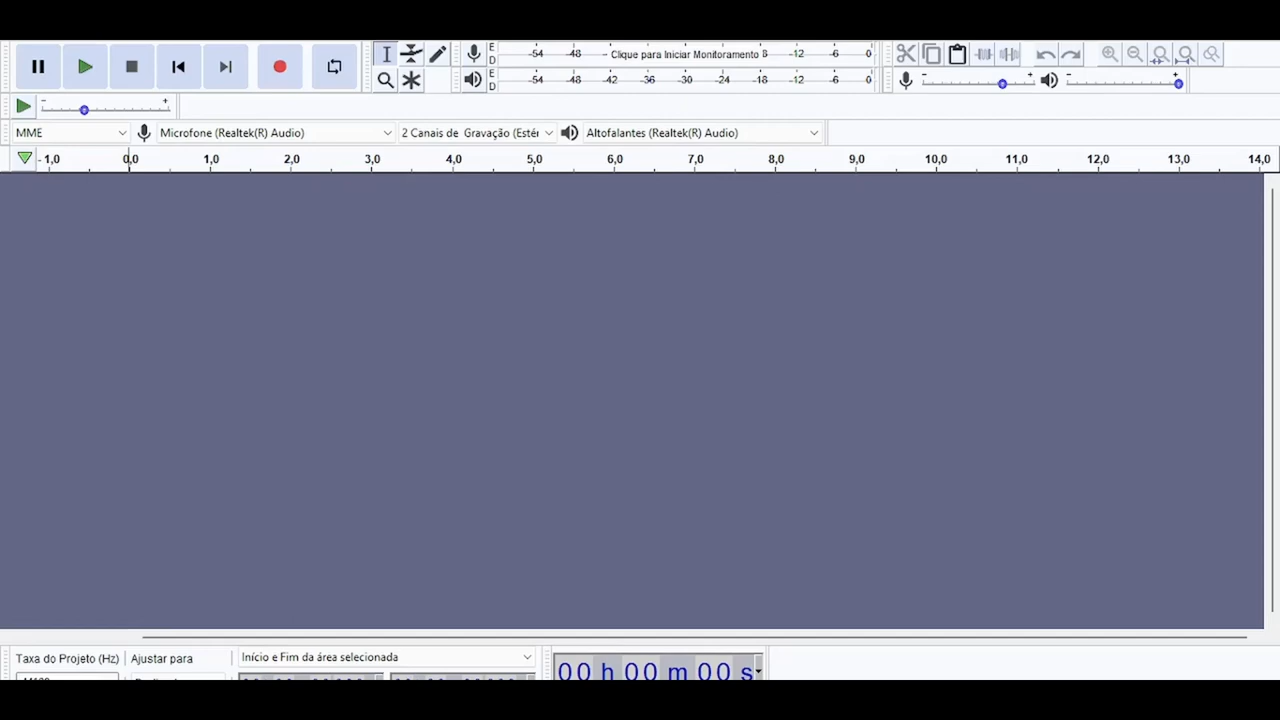 E
D
-54 -48 - Clique para Iniciar Monitoramento 8 -12 -6 0
E
D
-54 -48 -42 -36 -30 -24 -18 -12 -6 0
- +
- +
- +
MME
Microfone (Realtek(R) Audio)
2 Canais de Gravação (Estér
Altofalantes (Realtek(R) Audio)
- 1,0 0,0 1,0 2,0 3,0 4,0 5,0 6,0 7,0 8,0 9,0 10,0 11,0 12,0 13,0 14,0
Taxa do Projeto (Hz)
Ajustar para
Início e Fim da área selecionada
00 h 00 m 00 s